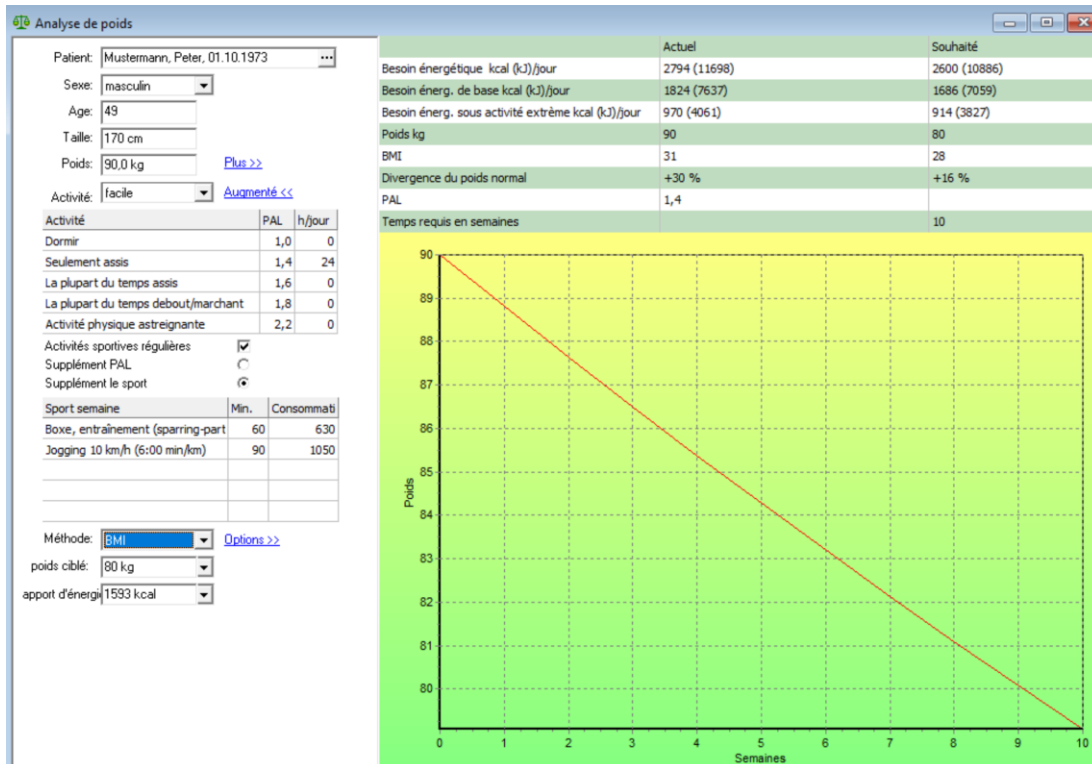 Analyse de poids
Patient: Mustermann, Peter, 01.10.1973 ...
Sexe: masculin
Age: 49
Taille: 170 cm
Poids: 90,0 kg Plus >>
Activité: facile Augmenté <<
Activité PAL h/jour
Dormir 1,0 0
Seulement assis 1,4 24
La plupart du temps assis 1,6 0
La plupart du temps debout/marchant 1,8 0
Activité physique astreignante 2,2 0
Activités sportives régulières
Supplément PAL
Supplément le sport
Sport semaine Min. Consommati
Boxe, entraînement (sparring-part 60 630
Jogging 10 km/h (6:00 min/km) 90 1050
Méthode: BMI Options >>
poids ciblé: 80 kg
apport d'énergi 1593 kcal
Actuel Souhaité
Besoin énergétique kcal (kJ)/jour 2794 (11698) 2600 (10886)
Besoin énerg. de base kcal (kJ)/jour 1824 (7637) 1686 (7059)
Besoin énerg. sous activité extrème kcal (kJ)/jour 970 (4061) 914 (3827)
Poids kg 90 80
BMI 31 28
Divergence du poids normal +30 % +16 %
PAL 1,4
Temps requis en semaines 10
90
89
88
87
86
85
84
83
82
81
80
Poids
0 1 2 3 4 5 6 7 8 9 10
Semaines